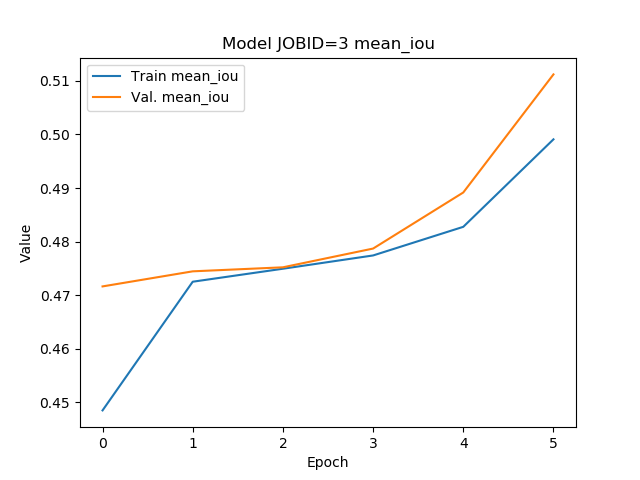 Model JOBID=3 mean_iou
Train mean_iou
Val. mean_iou
0.51
0.50
0.49
0.48
0.47
0.46
0.45
Value
0 1 2 3 4 5
Epoch